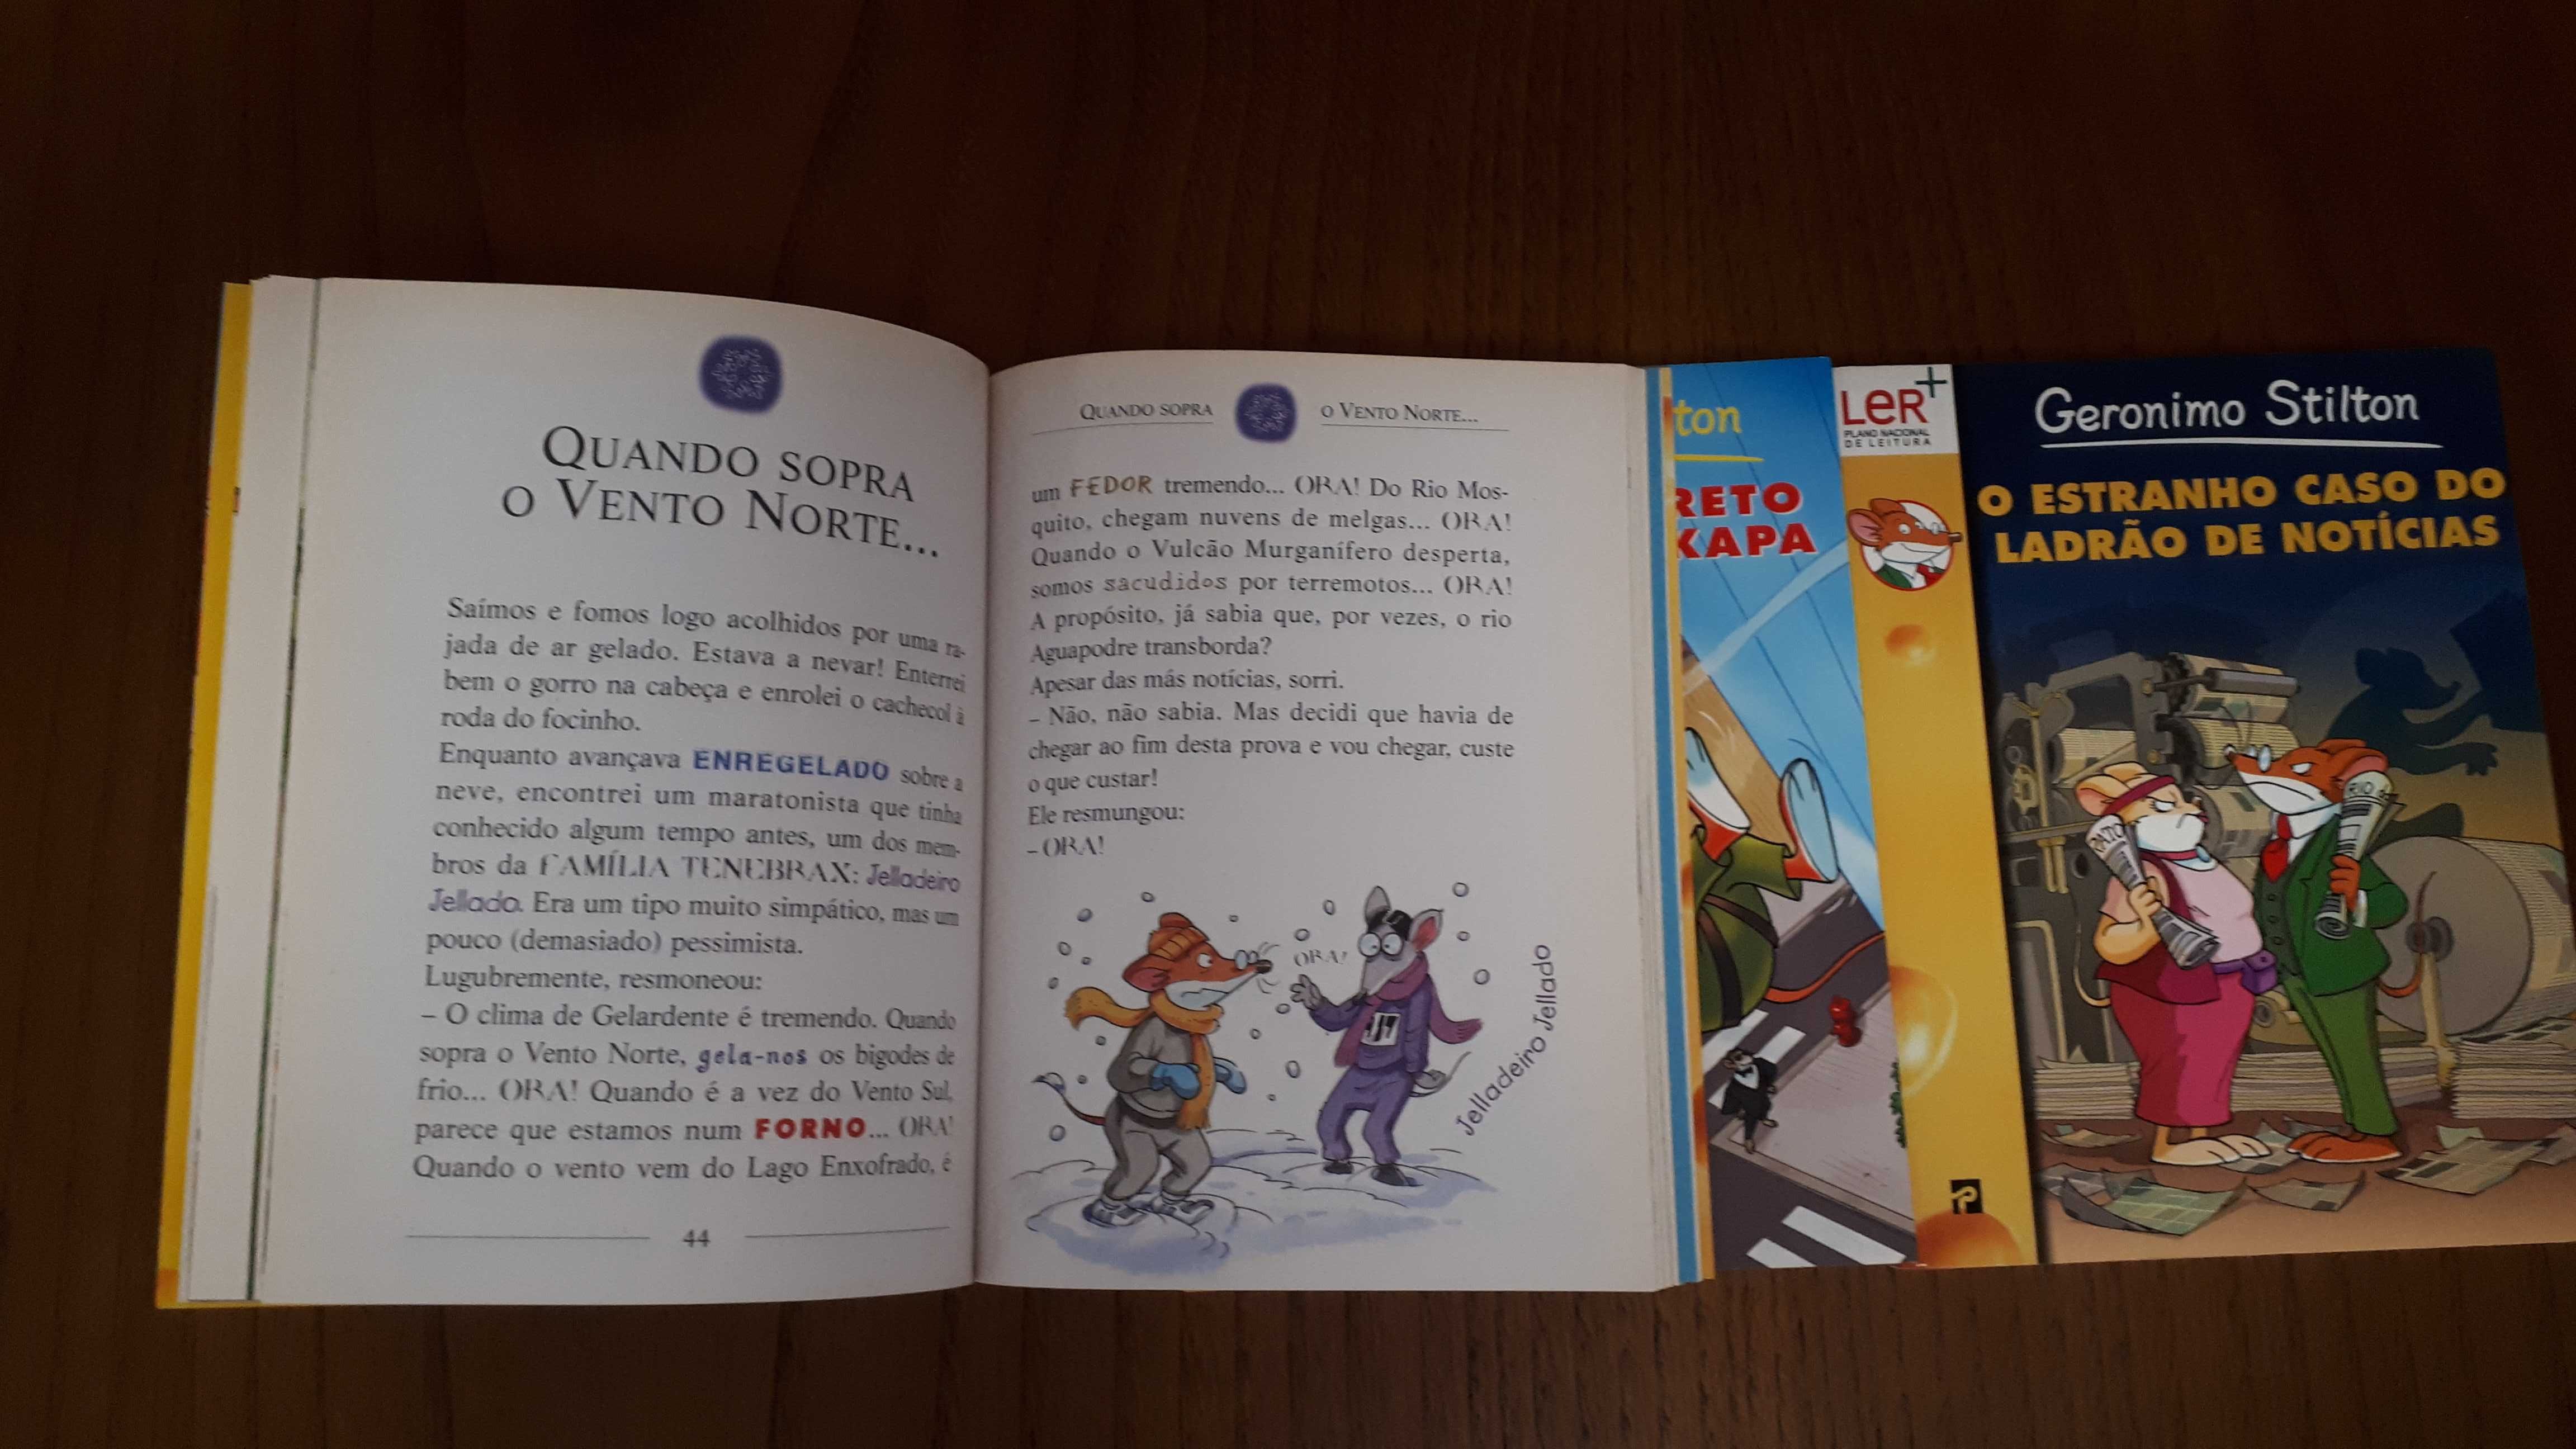 QUANDO SOPRA
O VENTO NORTE...
Saímos e fomos logo acolhidos por uma ra-
jada de ar gelado. Estava a nevar! Enterrei
bem o gorro na cabeça e enrolei o cachecol à
roda do focinho.
Enquanto avançava ENREGELADO sobre a
neve, encontrei um maratonista que tinha
conhecido algum tempo antes, um dos mem-
bros da FAMÍLIA TENEBRAX: Jelladeiro
Jellado. Era um tipo muito simpático, mas um
pouco (demasiado) pessimista.
Lugubremente, resmoneou:
– O clima de Gelardente é tremendo. Quando
sopra o Vento Norte, gela-nos os bigodes de
frio... ORA! Quando é a vez do Vento Sul,
parece que estamos num FORNO... ORA!
Quando o vento vem do Lago Enxofrado, é
44
QUANDO SOPRA O VENTO NORTE...
um FEDOR tremendo... ORA! Do Rio Mos-
quito, chegam nuvens de melgas... ORA!
Quando o Vulcão Murganífero desperta,
somos sacudidos por terremotos... ORA!
A propósito, já sabia que, por vezes, o rio
Aguapodre transborda?
Apesar das más notícias, sorri.
– Não, não sabia. Mas decidi que havia de
chegar ao fim desta prova e vou chegar, custe
o que custar!
Ele resmungou:
– ORA!
ORA!
Jelladeiro Jellado
ton
RETO
KAPA
LER+
PLANO NACIONAL
DE LEITURA
Geronimo Stilton
O ESTRANHO CASO DO
LADRÃO DE NOTÍCIAS
RATO
RIO